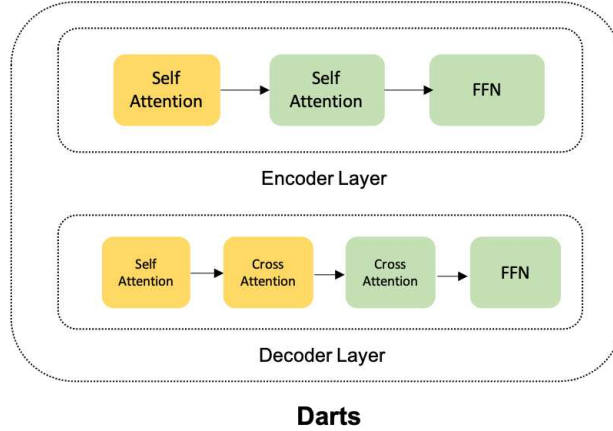 Self
Attention
Self
Attention
FFN
Encoder Layer
Self
Attention
Cross
Attention
Cross
Attention
FFN
Decoder Layer
Darts